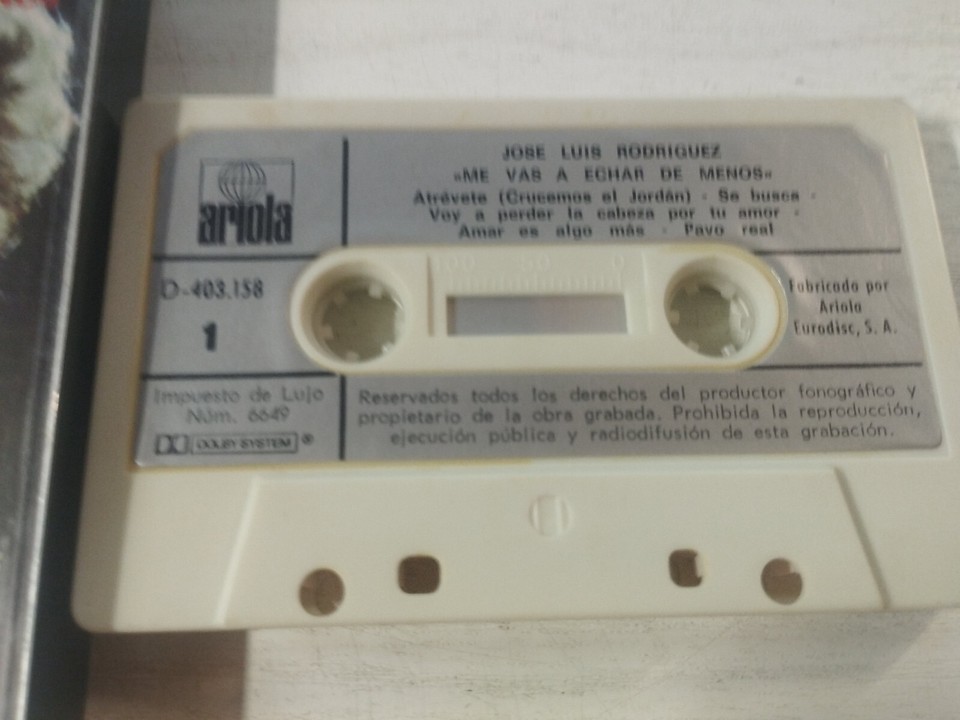 JOSE LUIS RODRIGUEZ
«ME VAS A ECHAR DE MENOS»
Atrévete (Crucemos el Jordán) - Se busca -
Voy a perder la cabeza por tu amor -
Amar es algo más - Pavo real
ariola
D-403.158
1
100 50 0
Fabricado por
Ariola
Eurodisc, S. A.
Impuesto de Lujo
Núm. 6649
DOLBY SYSTEM ®
Reservados todos los derechos del productor fonográfico y
propietario de la obra grabada. Prohibida la reproducción,
ejecución pública y radiodifusión de esta grabación.